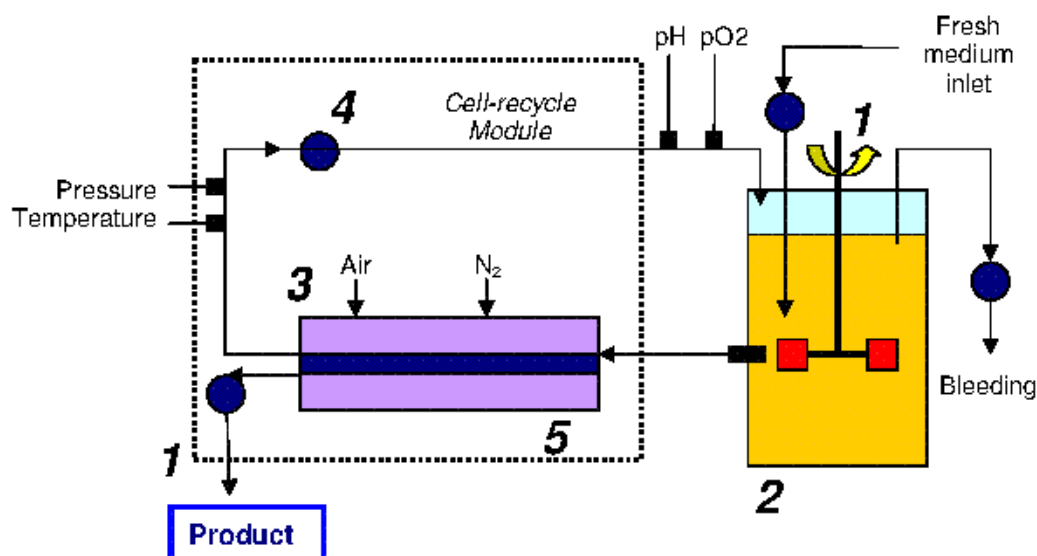 pH pO2
Fresh
medium
inlet
4
Cell-recycle
Module
1
Pressure
Temperature
3
Air
N₂
Bleeding
5
1
2
Product